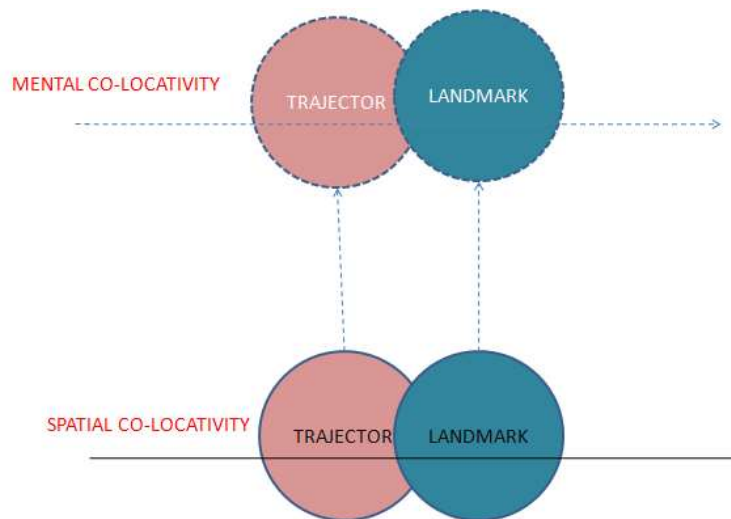 MENTAL CO-LOCATIVITY
TRAJECTOR
LANDMARK
SPATIAL CO-LOCATIVITY
TRAJECTOR
LANDMARK